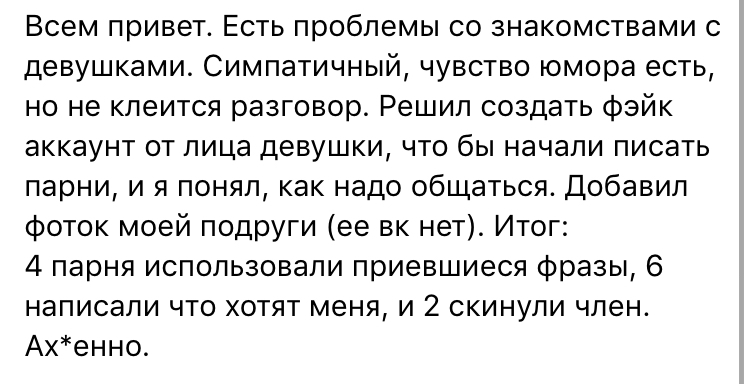 Всем привет. Есть проблемы со знакомствами с
девушками. Симпатичный, чувство юмора есть,
но не клеится разговор. Решил создать фэйк
аккаунт от лица девушки, что бы начали писать
парни, и я понял, как надо общаться. Добавил
фоток моей подруги (ее вк нет). Итог:
4 парня использовали приевшиеся фразы, 6
написали что хотят меня, и 2 скинули член.
Ах*енно.